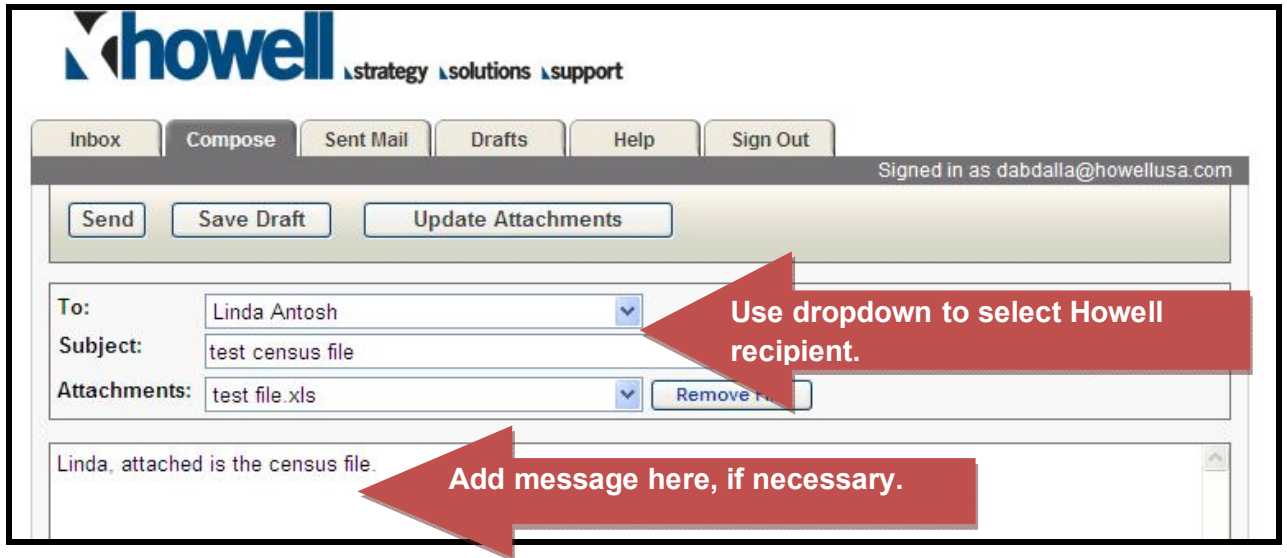 howell
strategy solutions support
Inbox Compose Sent Mail Drafts Help Sign Out
Signed in as dabdalla@howellusa.com
Send Save Draft Update Attachments
To: Linda Antosh
Use dropdown to select Howell
recipient.
Subject: test census file
Attachments: test file.xls Remove
Linda, attached is the census file.
Add message here, if necessary.